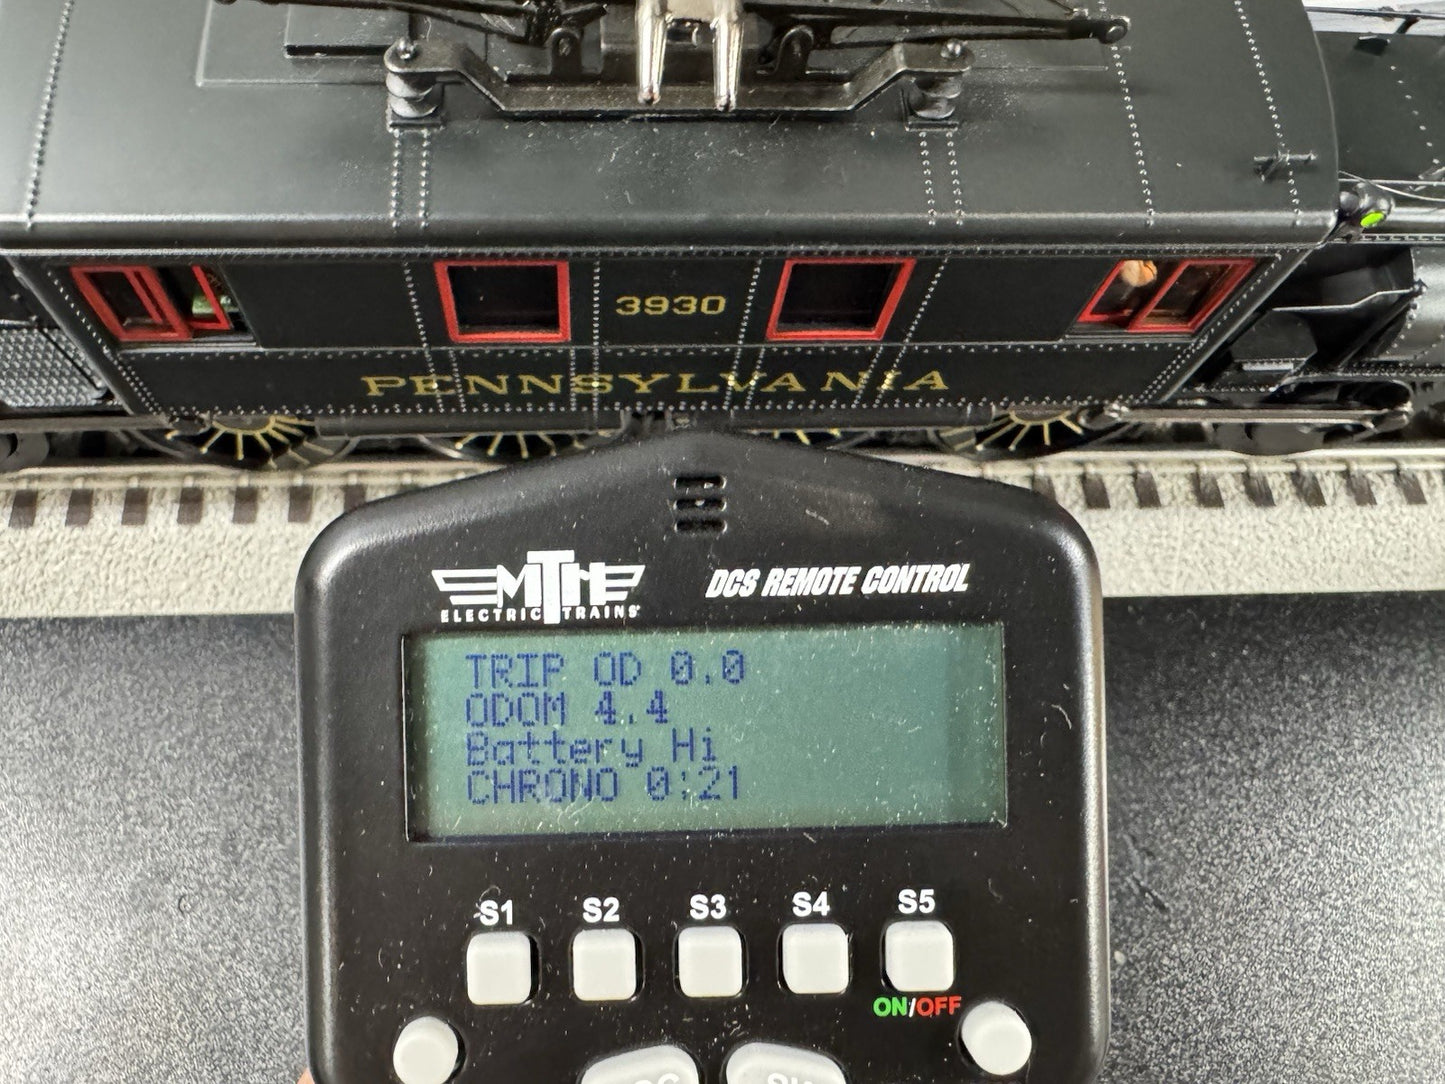 3930
PENNSYLVANIA
MTH
ELECTRIC TRAINS
DCS REMOTE CONTROL
TRIP OD 0.0
ODOM 4.4
Battery Hi
CHRONO 0:21
S1 S2 S3 S4 S5
ON/OFF